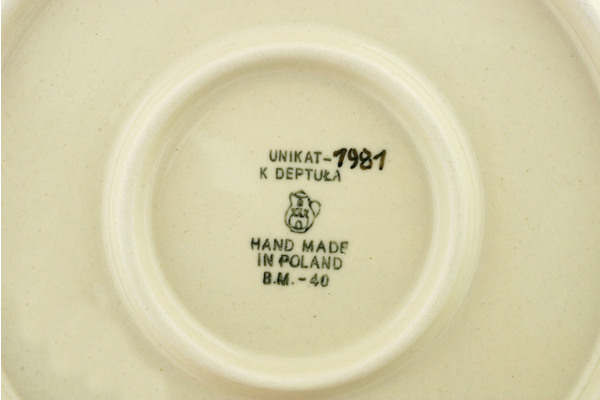 UNIKAT-1981
K DEPTUŁA
HAND MADE
IN POLAND
B.M.-40